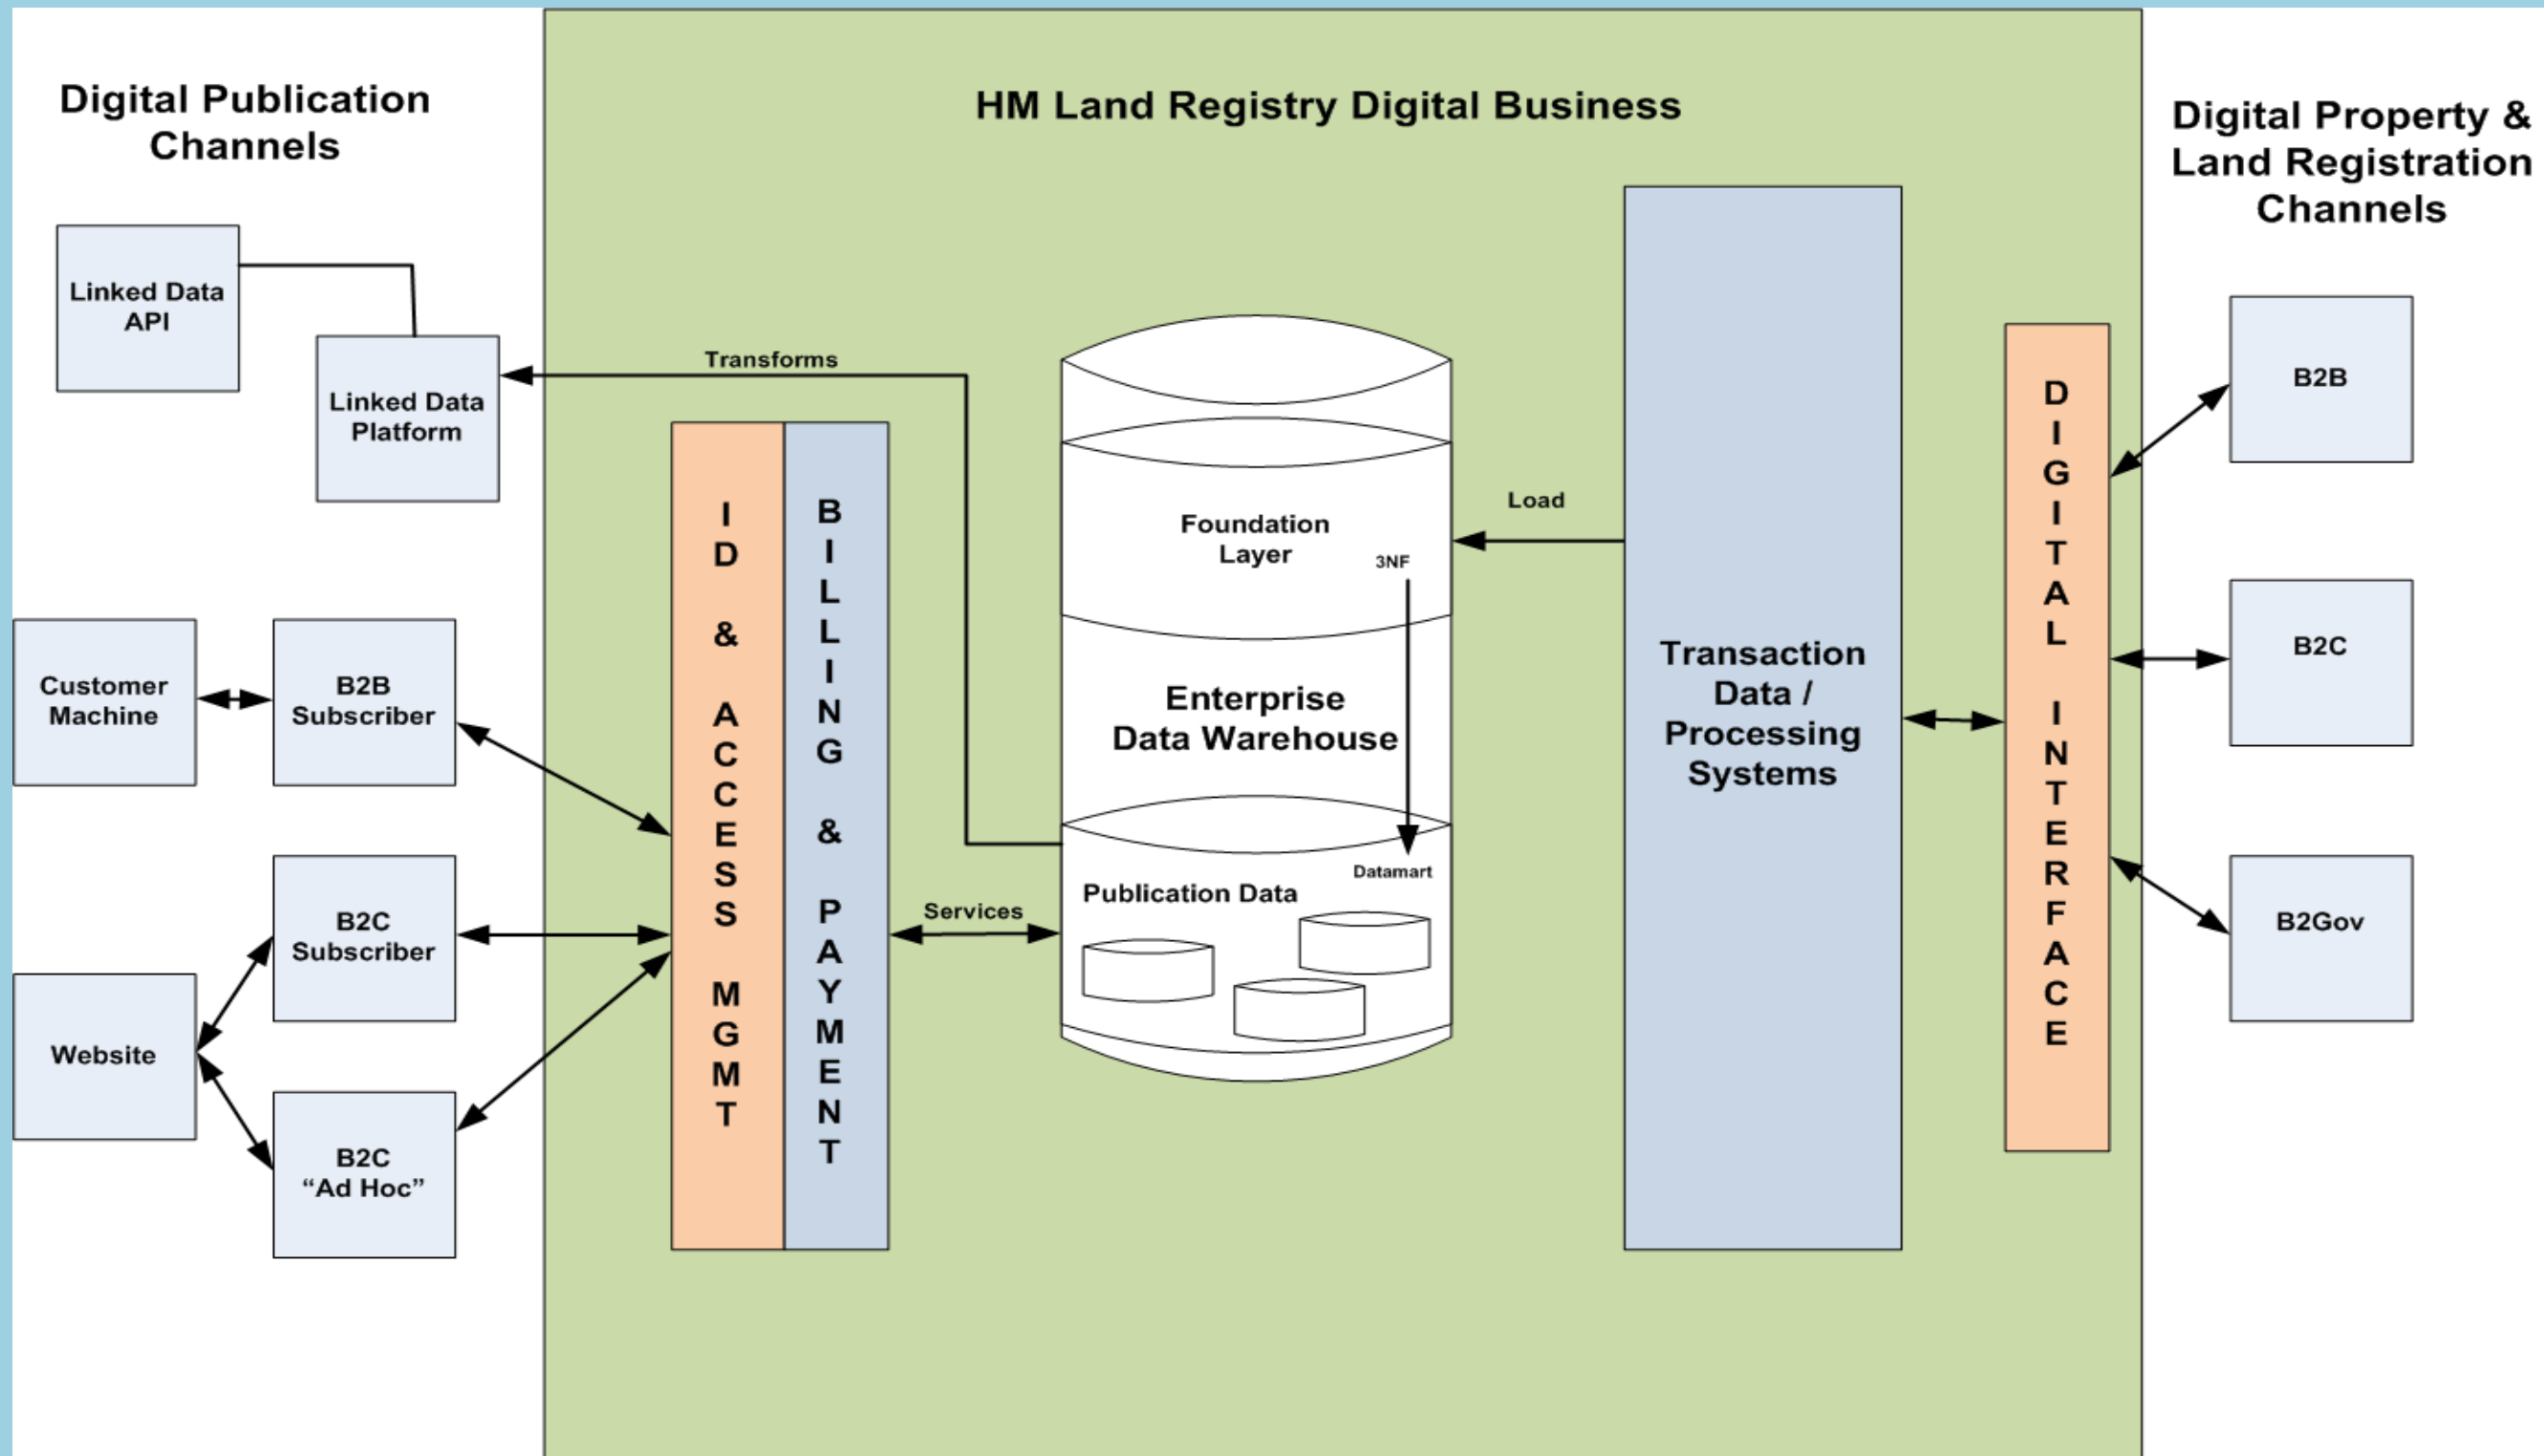 Digital Publication
Channels
HM Land Registry Digital Business
Digital Property &
Land Registration
Channels
Linked Data
API
Linked Data
Platform
Transforms
Customer
Machine
B2B
Subscriber
B2C
Subscriber
Website
B2C
“Ad Hoc”
ID & ACCESS MGMT
BILLING & PAYMENT
Services
Foundation
Layer
3NF
Enterprise
Data Warehouse
Datamart
Publication Data
Load
Transaction
Data /
Processing
Systems
DIGITAL INTERFACE
B2B
B2C
B2Gov